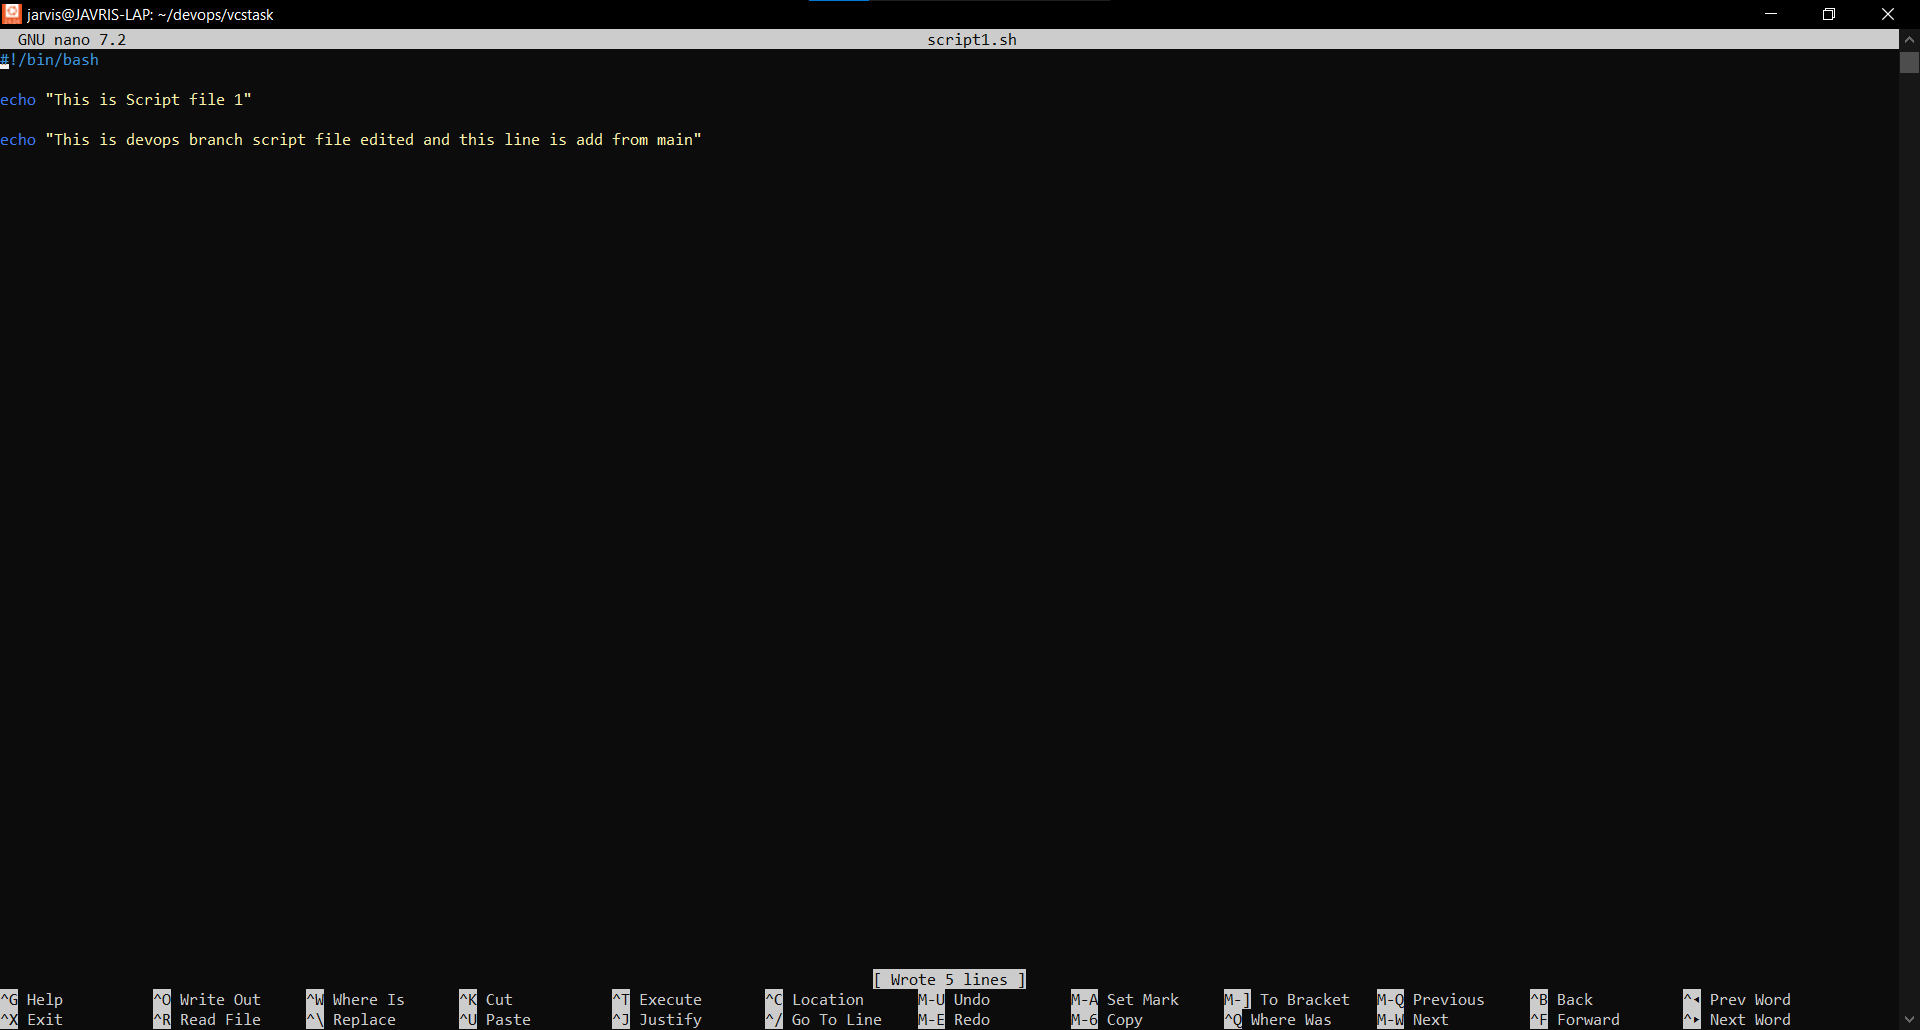 jarvis@JAVRIS-LAP: ~/devops/vcstask
GNU nano 7.2 script1.sh
#!/bin/bash
echo "This is Script file 1"
echo "This is devops branch script file edited and this line is add from main"
[ Wrote 5 lines ]
^G Help ^O Write Out ^W Where Is ^K Cut ^T Execute ^C Location M-U Undo M-A Set Mark M-] To Bracket M-Q Previous ^B Back ^◂ Prev Word
^X Exit ^R Read File ^\ Replace ^U Paste ^J Justify ^/ Go To Line M-E Redo M-6 Copy ^Q Where Was M-W Next ^F Forward ^▸ Next Word